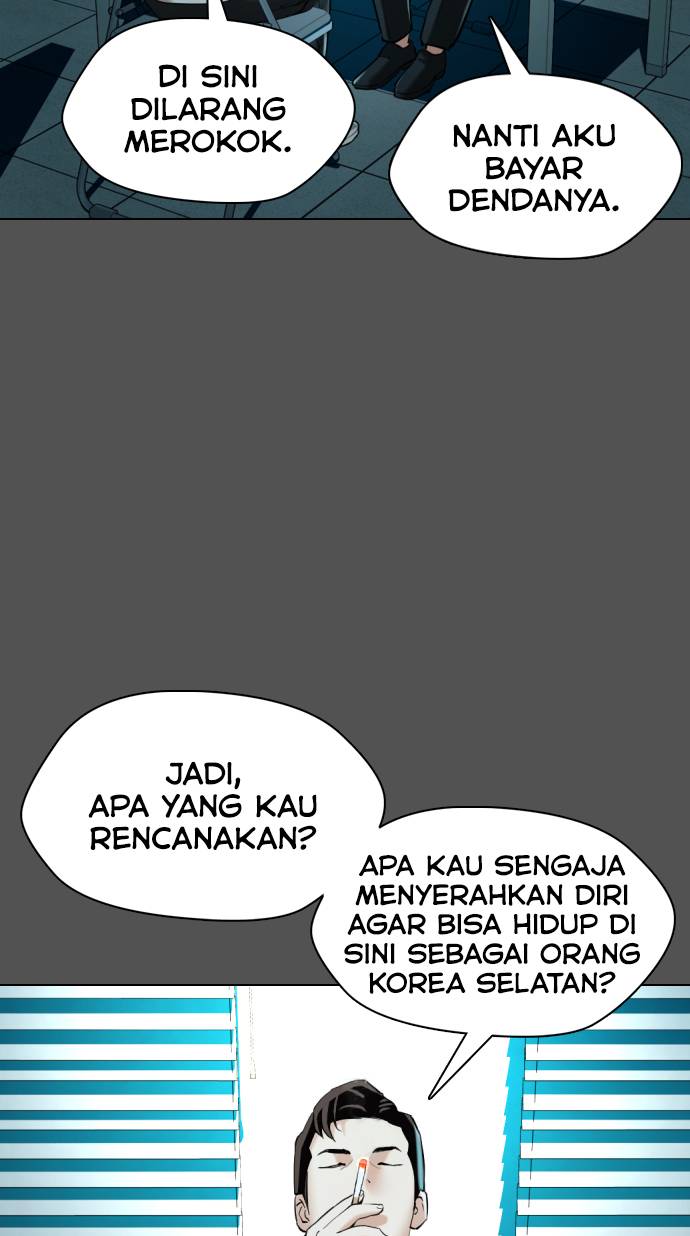 DI SINI
DILARANG
MEROKOK.
NANTI AKU
BAYAR
DENDANYA.
JADI,
APA YANG KAU
RENCANAKAN?
APA KAU SENGAJA
MENYERAHKAN DIRI
AGAR BISA HIDUP DI
SINI SEBAGAI ORANG
KOREA SELATAN?